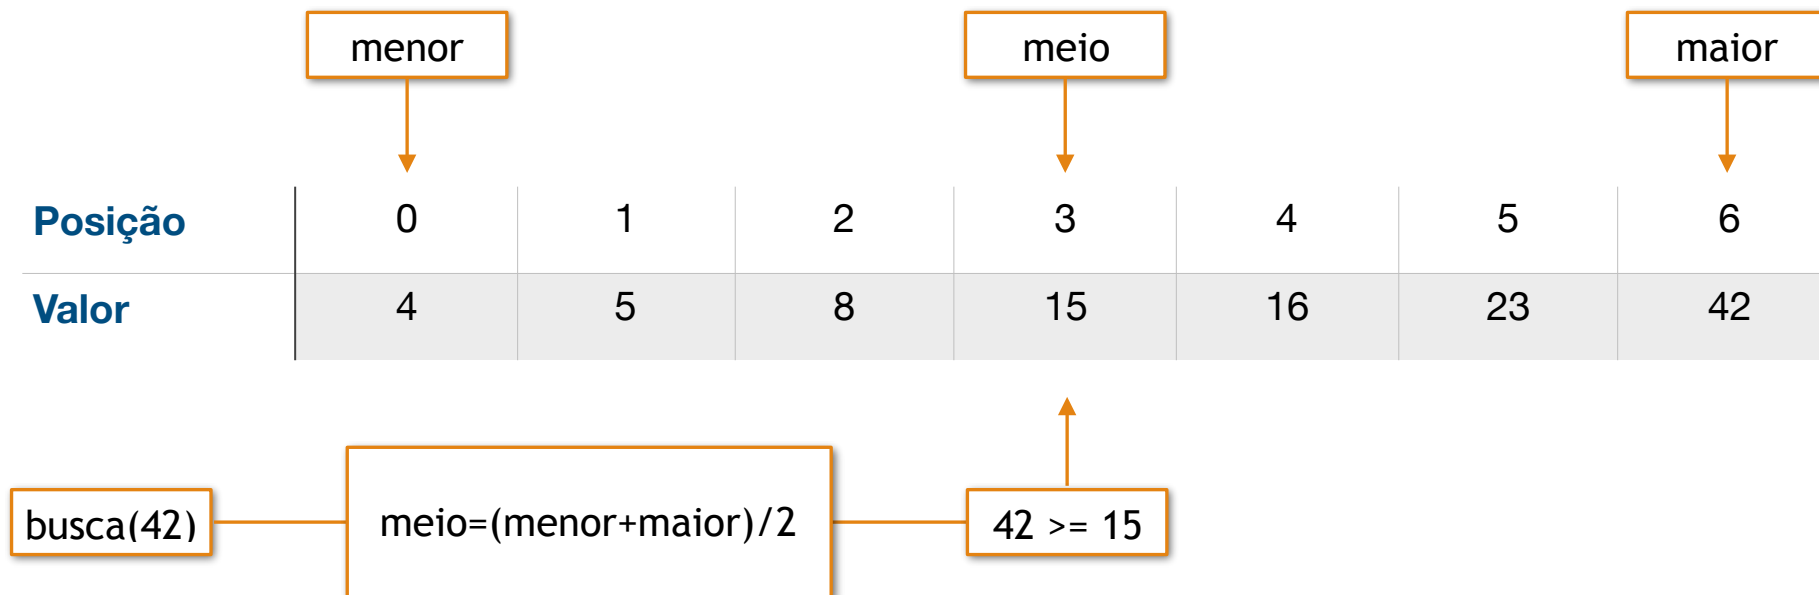 menor meio maior
Posição 0 1 2 3 4 5 6
Valor 4 5 8 15 16 23 42
busca(42) meio=(menor+maior)/2 42 >= 15